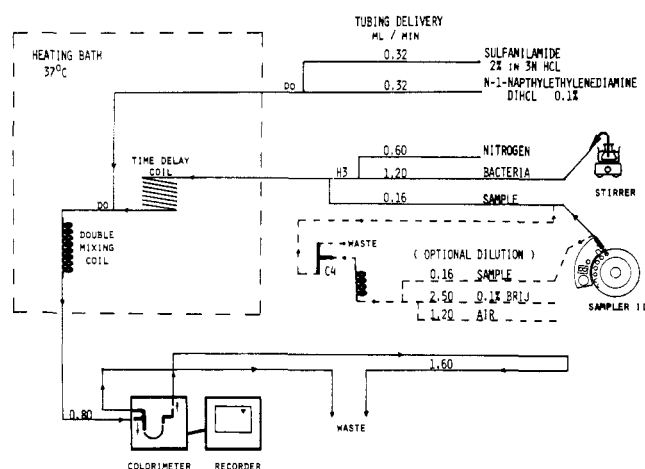 TUBING DELIVERY
ML / MIN
HEATING BATH
37°C
0.32
SULFANILAMIDE
2% IN 3N HCL
DO
0.32
N-1-NAPTHYLETHYLENEDIAMINE
DIHCL 0.1%
TIME DELAY
COIL
0.60
NITROGEN
H3
1.20
BACTERIA
STIRRER
0.16
SAMPLE
DO
DOUBLE
MIXING
COIL
WASTE
C4
( OPTIONAL DILUTION )
0.16 SAMPLE
2.50 0.1% BRIJ
1.20 AIR
SAMPLER II
1.60
0.80
WASTE
COLORIMETER
RECORDER